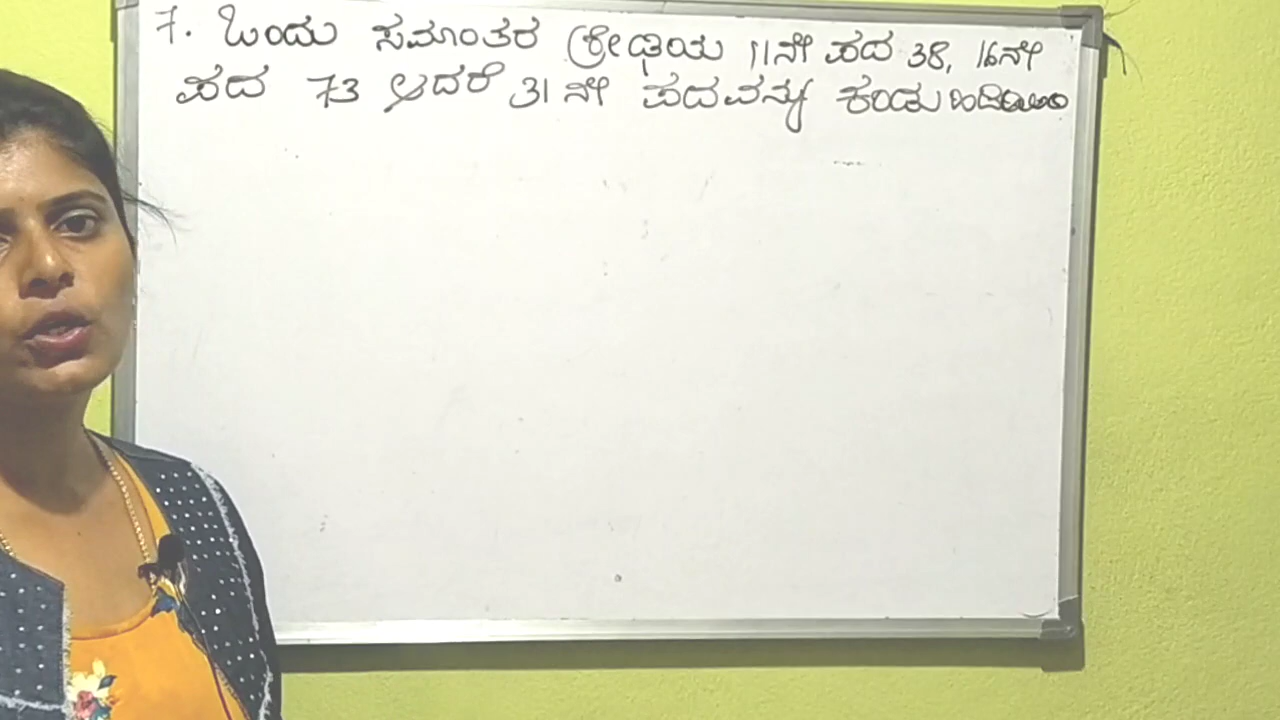 7. ಒಂದು ಸಮಾಂತರ ಶ್ರೇಢಿಯ 11ನೇ ಪದ 38, 16ನೇ
ಪದ 73 ಆದರೆ 31 ನೇ ಪದವನ್ನು ಕಂಡು ಹಿಡಿಯಿರಿ